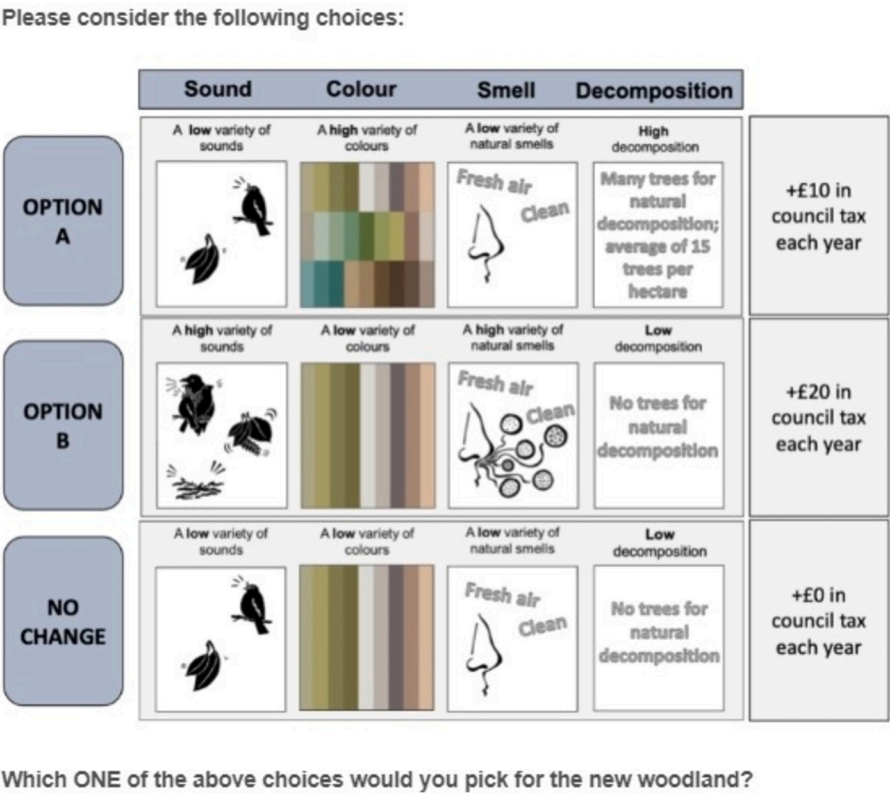 Please consider the following choices:
Sound Colour Smell Decomposition
OPTION
A
A low variety of
sounds
A high variety of
colours
A low variety of
natural smells
Fresh air
Clean
High
decomposition
Many trees for
natural
decomposition;
average of 15
trees per
hectare
+£10 in
council tax
each year
OPTION
B
A high variety of
sounds
A low variety of
colours
A high variety of
natural smells
Fresh air
Clean
Low
decomposition
No trees for
natural
decomposition
+£20 in
council tax
each year
NO
CHANGE
A low variety of
sounds
A low variety of
colours
A low variety of
natural smells
Fresh air
Clean
Low
decomposition
No trees for
natural
decomposition
+£0 in
council tax
each year
Which ONE of the above choices would you pick for the new woodland?